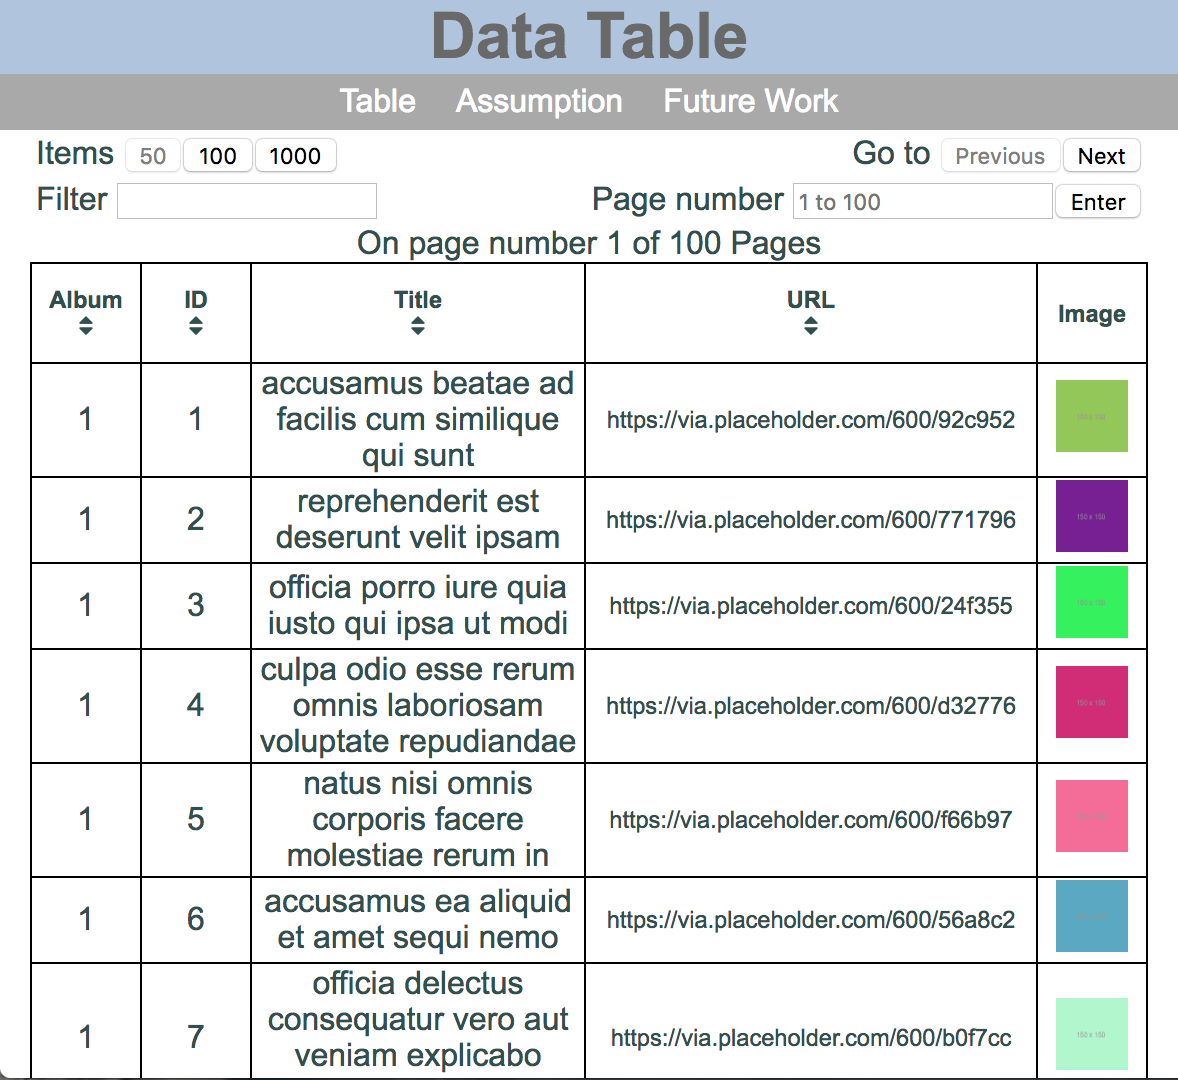 Data Table
Table Assumption Future Work
Items 50 100 1000 Go to Previous Next
Filter Page number 1 to 100 Enter
On page number 1 of 100 Pages
Album ID Title URL Image
1 1 accusamus beatae ad
facilis cum similique
qui sunt
https://via.placeholder.com/600/92c952
150 x 150
1 2 reprehenderit est
deserunt velit ipsam
https://via.placeholder.com/600/771796
150 x 150
1 3 officia porro iure quia
iusto qui ipsa ut modi
https://via.placeholder.com/600/24f355
150 x 150
1 4 culpa odio esse rerum
omnis laboriosam
voluptate repudiandae
https://via.placeholder.com/600/d32776
150 x 150
1 5 natus nisi omnis
corporis facere
molestiae rerum in
https://via.placeholder.com/600/f66b97
150 x 150
1 6 accusamus ea aliquid
et amet sequi nemo
https://via.placeholder.com/600/56a8c2
150 x 150
1 7 officia delectus
consequatur vero aut
veniam explicabo
https://via.placeholder.com/600/b0f7cc
150 x 150